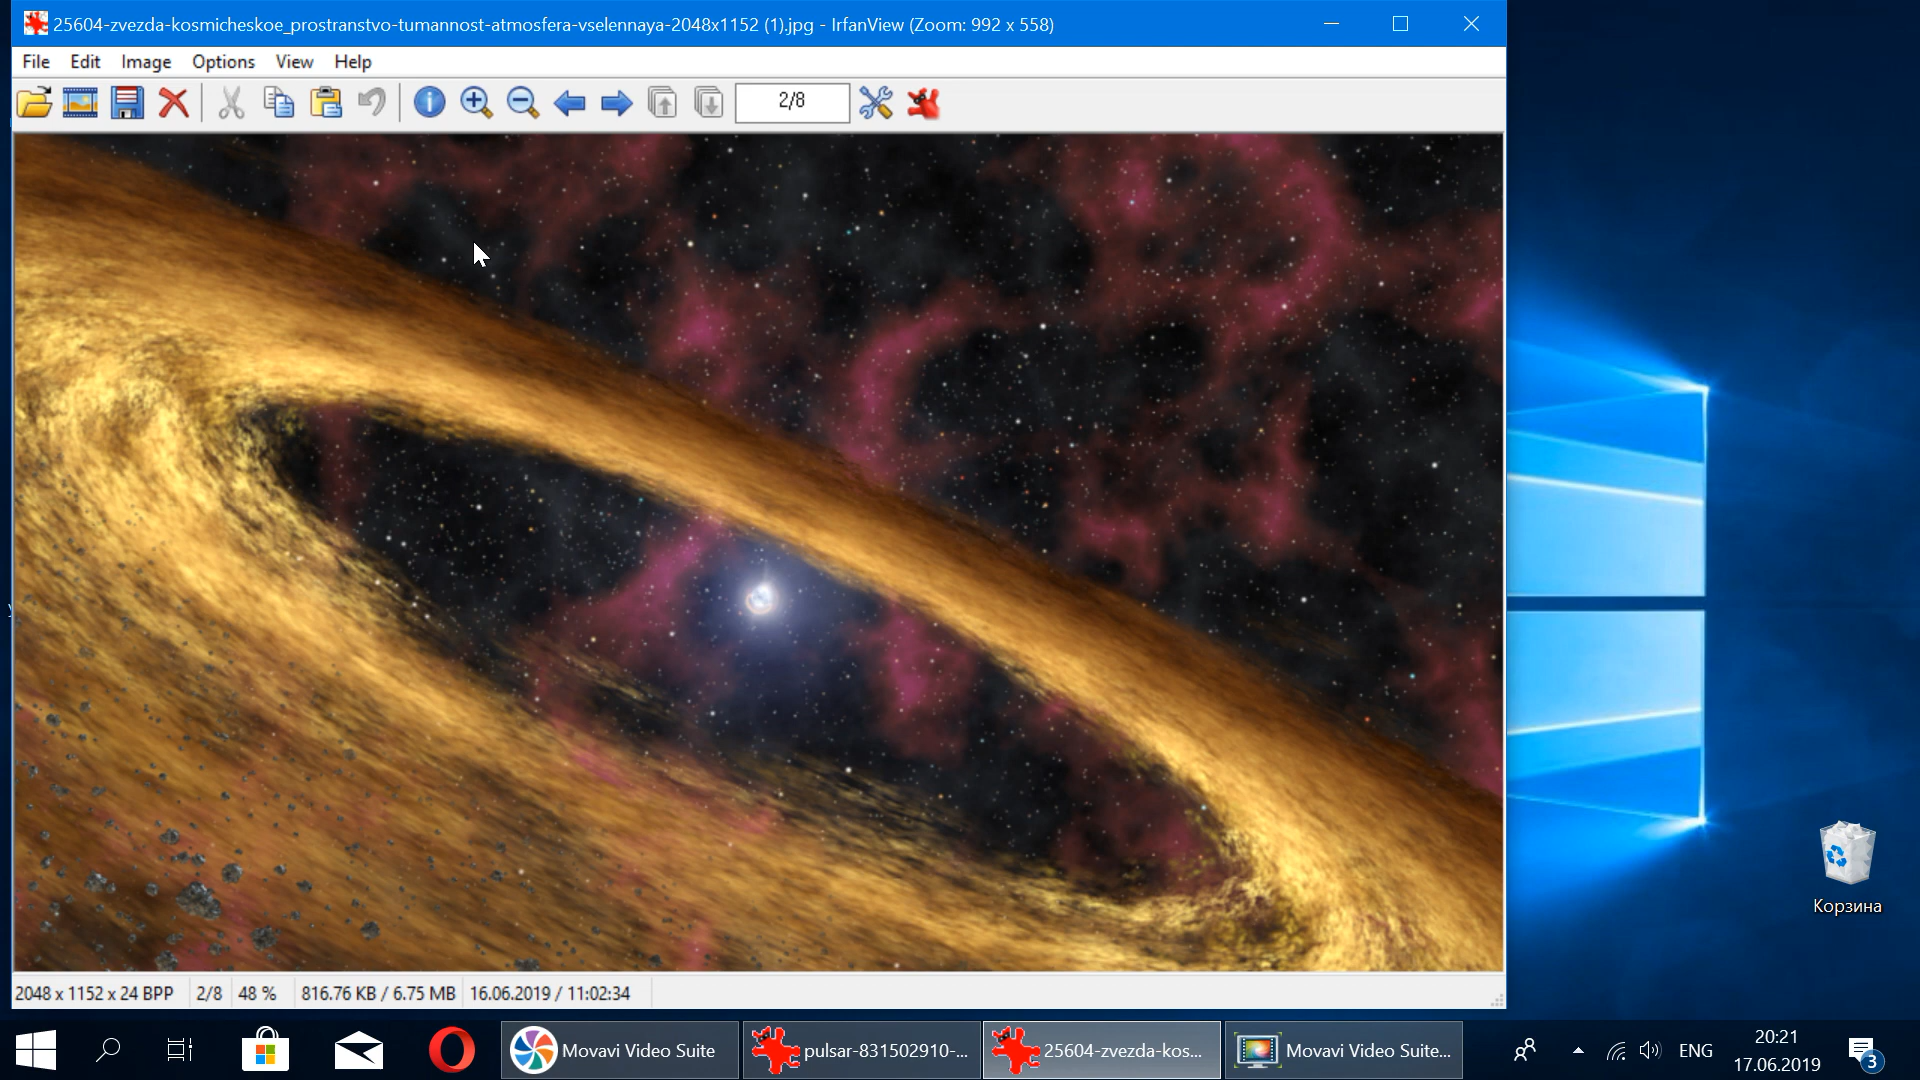 25604-zvezda-kosmicheskoe_prostranstvo-tumannost-atmosfera-vselennaya-2048x1152 (1).jpg - IrfanView (Zoom: 992 x 558)
File Edit Image Options View Help
2/8
Корзина
2048 x 1152 x 24 BPP 2/8 48 % 816.76 KB / 6.75 MB 16.06.2019 / 11:02:34
Movavi Video Suite pulsar-831502910-... 25604-zvezda-kos... Movavi Video Suite... ENG 20:21
17.06.2019 3